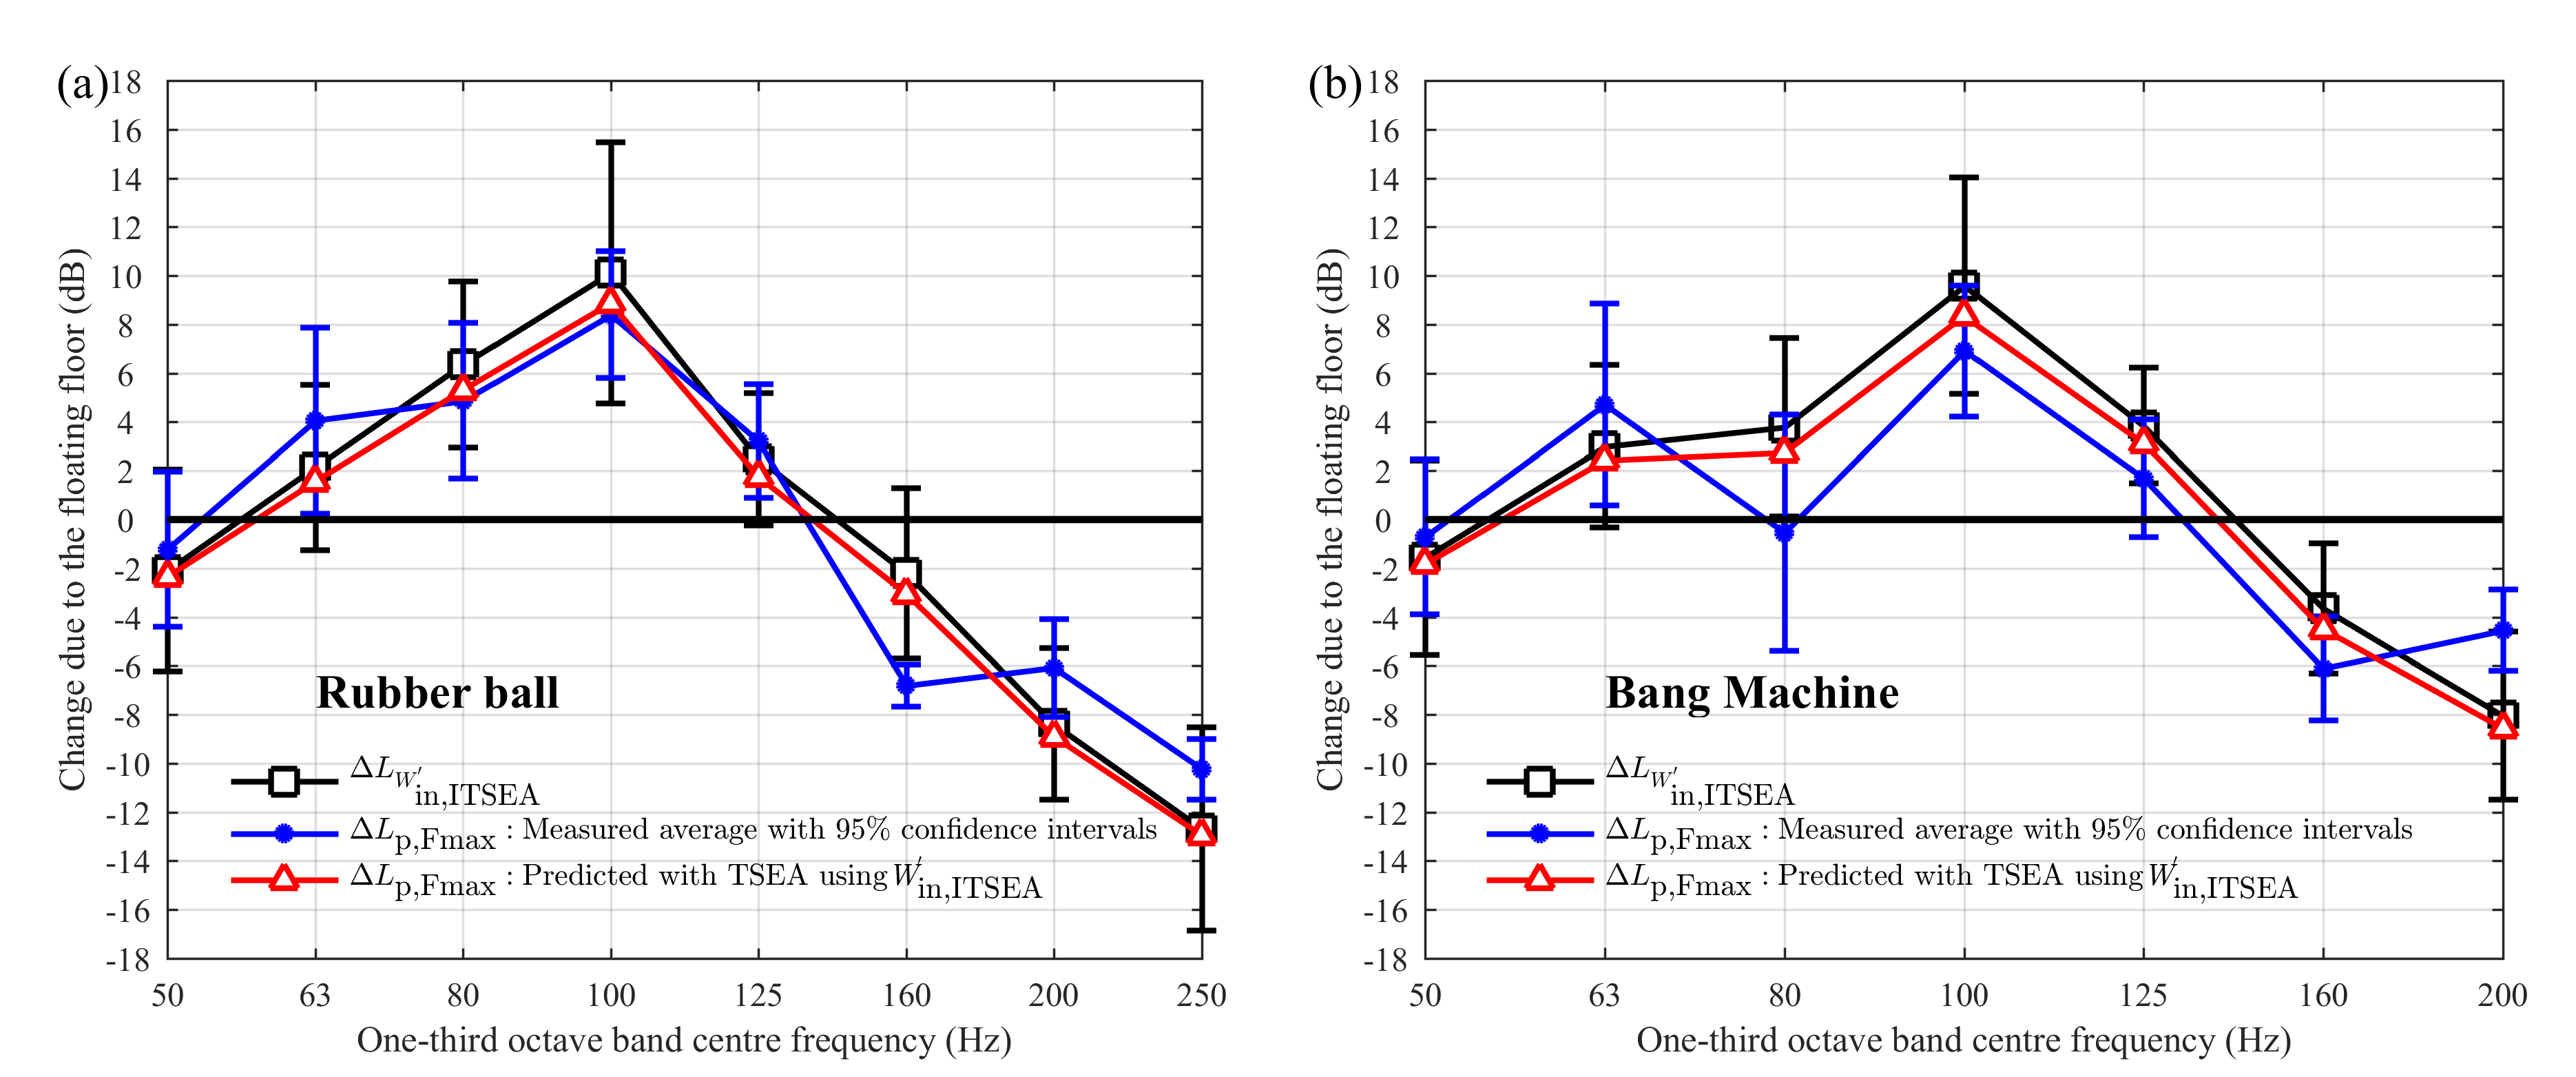 (a)
Change due to the floating floor (dB)
18
16
14
12
10
8
6
4
2
0
-2
-4
-6
-8
-10
-12
-14
-16
-18
Rubber ball
ΔL_W′in,ITSEA
ΔL_p,Fmax : Measured average with 95% confidence intervals
ΔL_p,Fmax : Predicted with TSEA using W′in,ITSEA
50 63 80 100 125 160 200 250
One-third octave band centre frequency (Hz)
(b)
Change due to the floating floor (dB)
18
16
14
12
10
8
6
4
2
0
-2
-4
-6
-8
-10
-12
-14
-16
-18
Bang Machine
ΔL_W′in,ITSEA
ΔL_p,Fmax : Measured average with 95% confidence intervals
ΔL_p,Fmax : Predicted with TSEA using W′in,ITSEA
50 63 80 100 125 160 200
One-third octave band centre frequency (Hz)